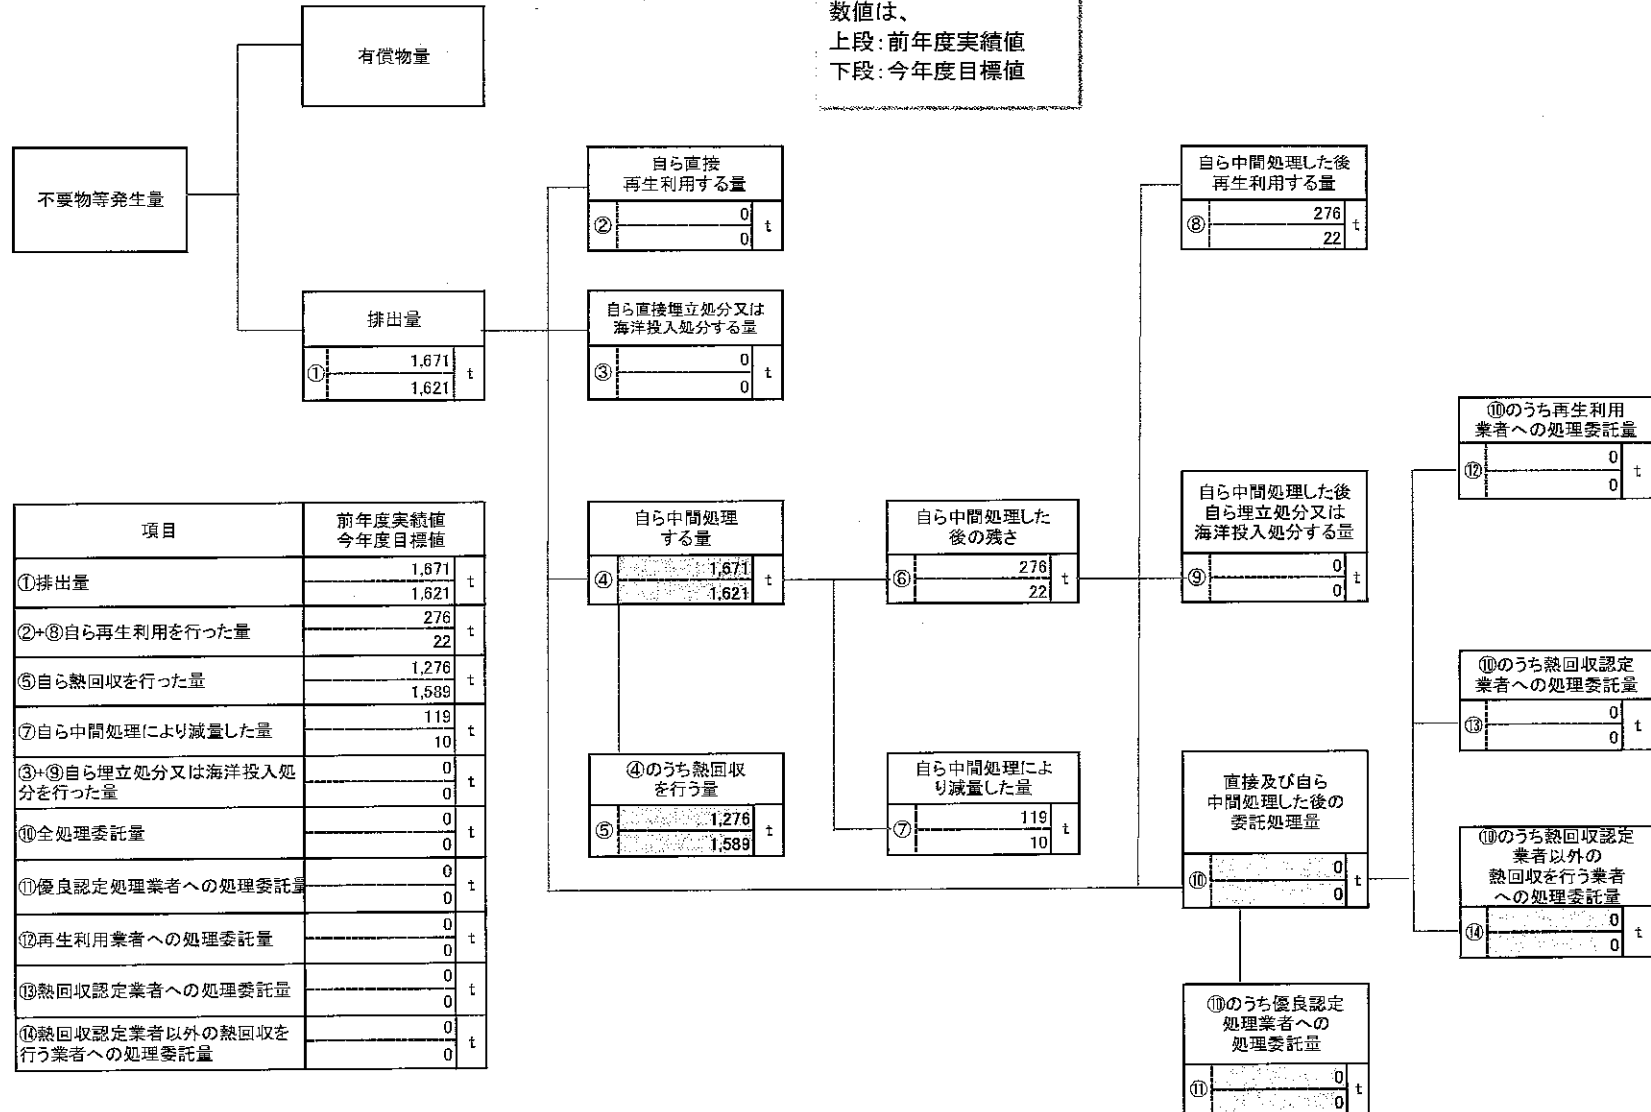 数値は、
上段：前年度実績値
下段：今年度目標値
有償物量
不要物等発生量
排出量
① 1,671 t
1,621
自ら直接
再生利用する量
② 0 t
0
自ら直接埋立処分又は
海洋投入処分する量
③ 0 t
0
自ら中間処理した後
再生利用する量
⑧ 276 t
22
自ら中間処理
する量
④ 1,671 t
1,621
自ら中間処理した
後の残さ
⑥ 276 t
22
自ら中間処理した後
自ら埋立処分又は
海洋投入処分する量
⑨ 0 t
0
④のうち熱回収
を行う量
⑤ 1,276 t
1,589
自ら中間処理によ
り減量した量
⑦ 119 t
10
直接及び自ら
中間処理した後の
委託処理量
⑩ 0 t
0
⑩のうち優良認定
処理業者への
処理委託量
⑪ 0 t
0
⑩のうち再生利用
業者への処理委託量
⑫ 0 t
0
⑩のうち熱回収認定
業者への処理委託量
⑬ 0 t
0
⑩のうち熱回収認定
業者以外の
熱回収を行う業者
への処理委託量
⑭ 0 t
0
項目 前年度実績値
今年度目標値
①排出量 1,671 t
1,621
②+⑧自ら再生利用を行った量 276 t
22
⑤自ら熱回収を行った量 1,276 t
1,589
⑦自ら中間処理により減量した量 119 t
10
③+⑨自ら埋立処分又は海洋投入処 0 t
分を行った量 0
⑩全処理委託量 0 t
0
⑪優良認定処理業者への処理委託量 0 t
0
⑫再生利用業者への処理委託量 0 t
0
⑬熱回収認定業者への処理委託量 0 t
0
⑭熱回収認定業者以外の熱回収を 0 t
行う業者への処理委託量 0